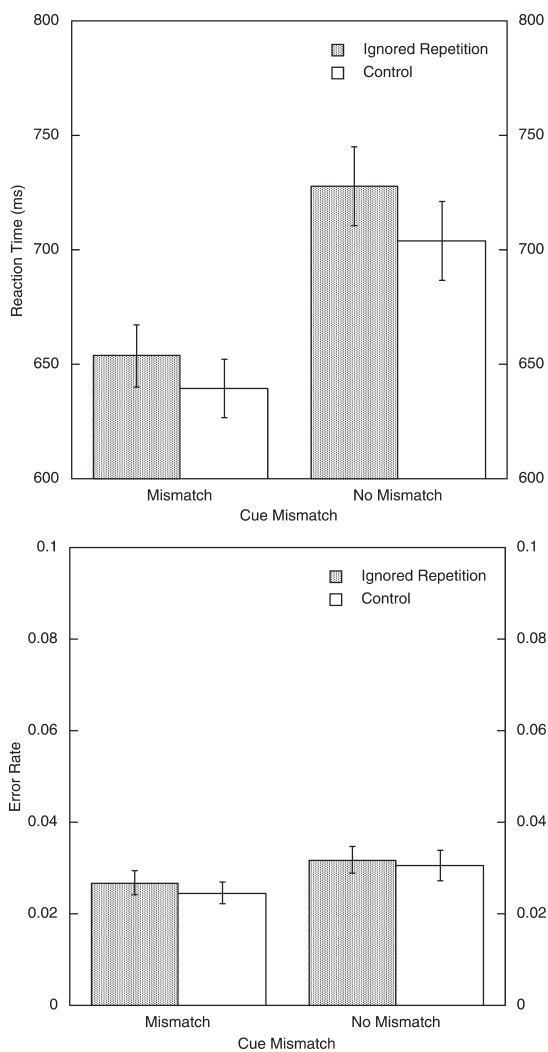 800 800
Ignored Repetition
Control
750 750
Reaction Time (ms)
700 700
650 650
600 600
Mismatch No Mismatch
Cue Mismatch
0.1 0.1
Ignored Repetition
Control
0.08 0.08
0.06 0.06
Error Rate
0.04 0.04
0.02 0.02
0 0
Mismatch No Mismatch
Cue Mismatch